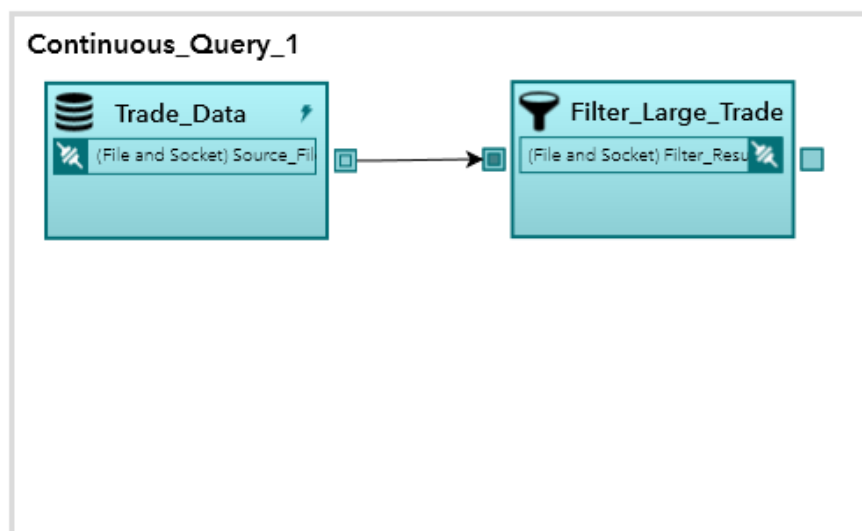 Continuous_Query_1
Trade_Data
(File and Socket) Source_Fil
Filter_Large_Trade
(File and Socket) Filter_Resu